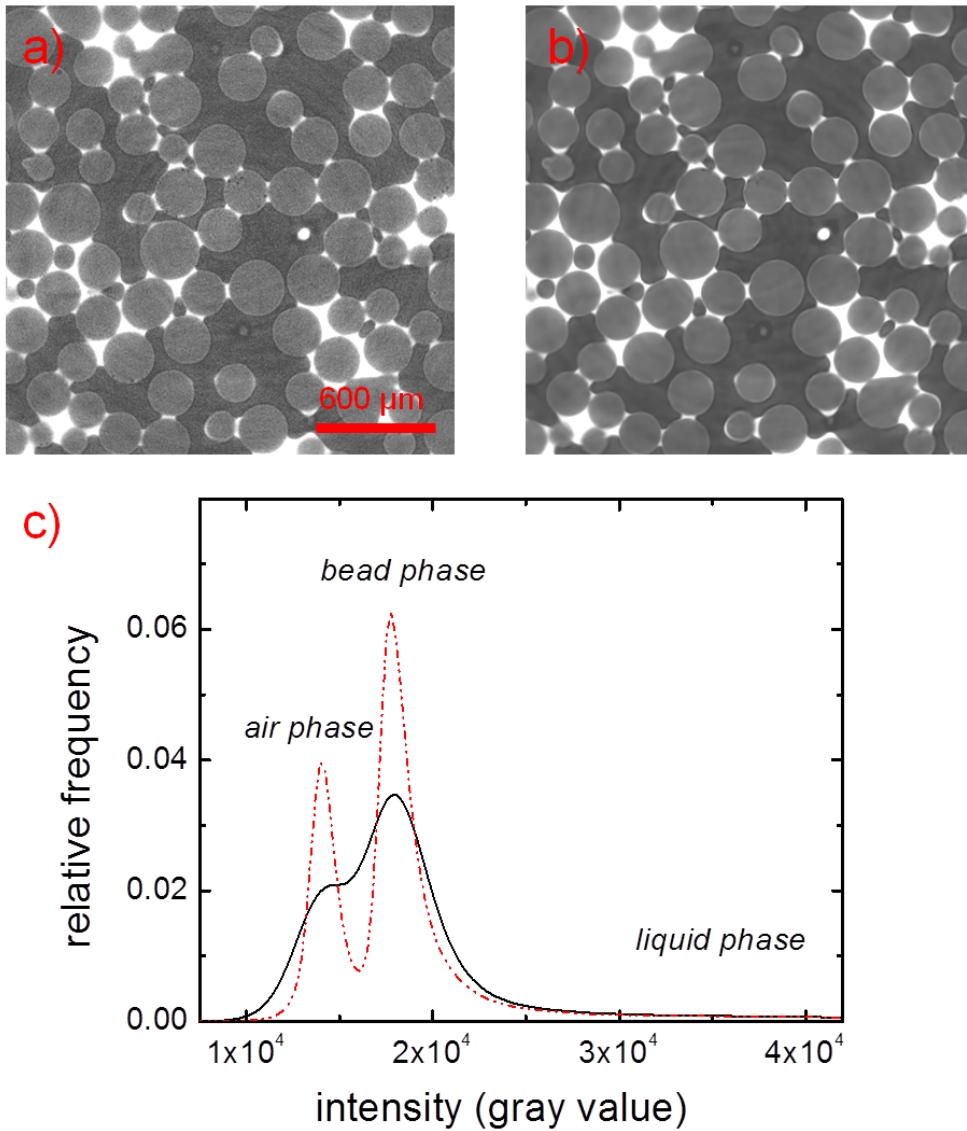 a)
b)
600 µm
c)
bead phase
air phase
liquid phase
relative frequency
0.06
0.04
0.02
0.00
1x10⁴
2x10⁴
3x10⁴
4x10⁴
intensity (gray value)